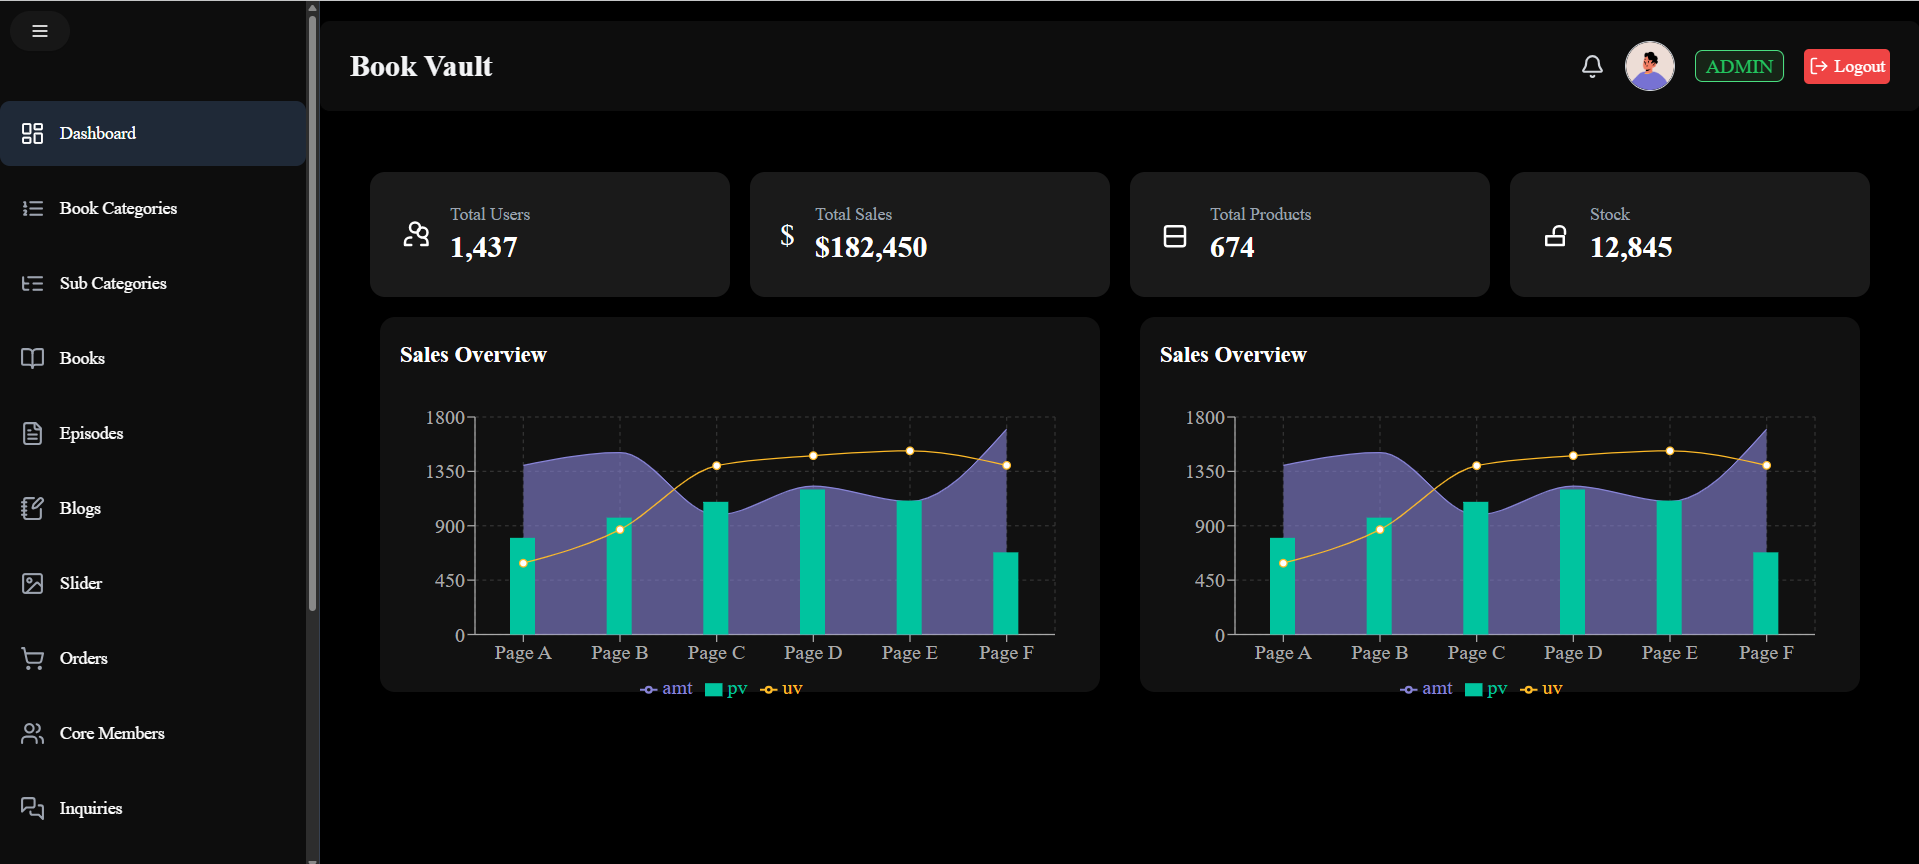 Book Vault
ADMIN
Logout
Dashboard
Book Categories
Sub Categories
Books
Episodes
Blogs
Slider
Orders
Core Members
Inquiries
Total Users
1,437
$
Total Sales
$182,450
Total Products
674
Stock
12,845
Sales Overview
1800
1350
900
450
0
Page A Page B Page C Page D Page E Page F
amt pv uv
Sales Overview
1800
1350
900
450
0
Page A Page B Page C Page D Page E Page F
amt pv uv